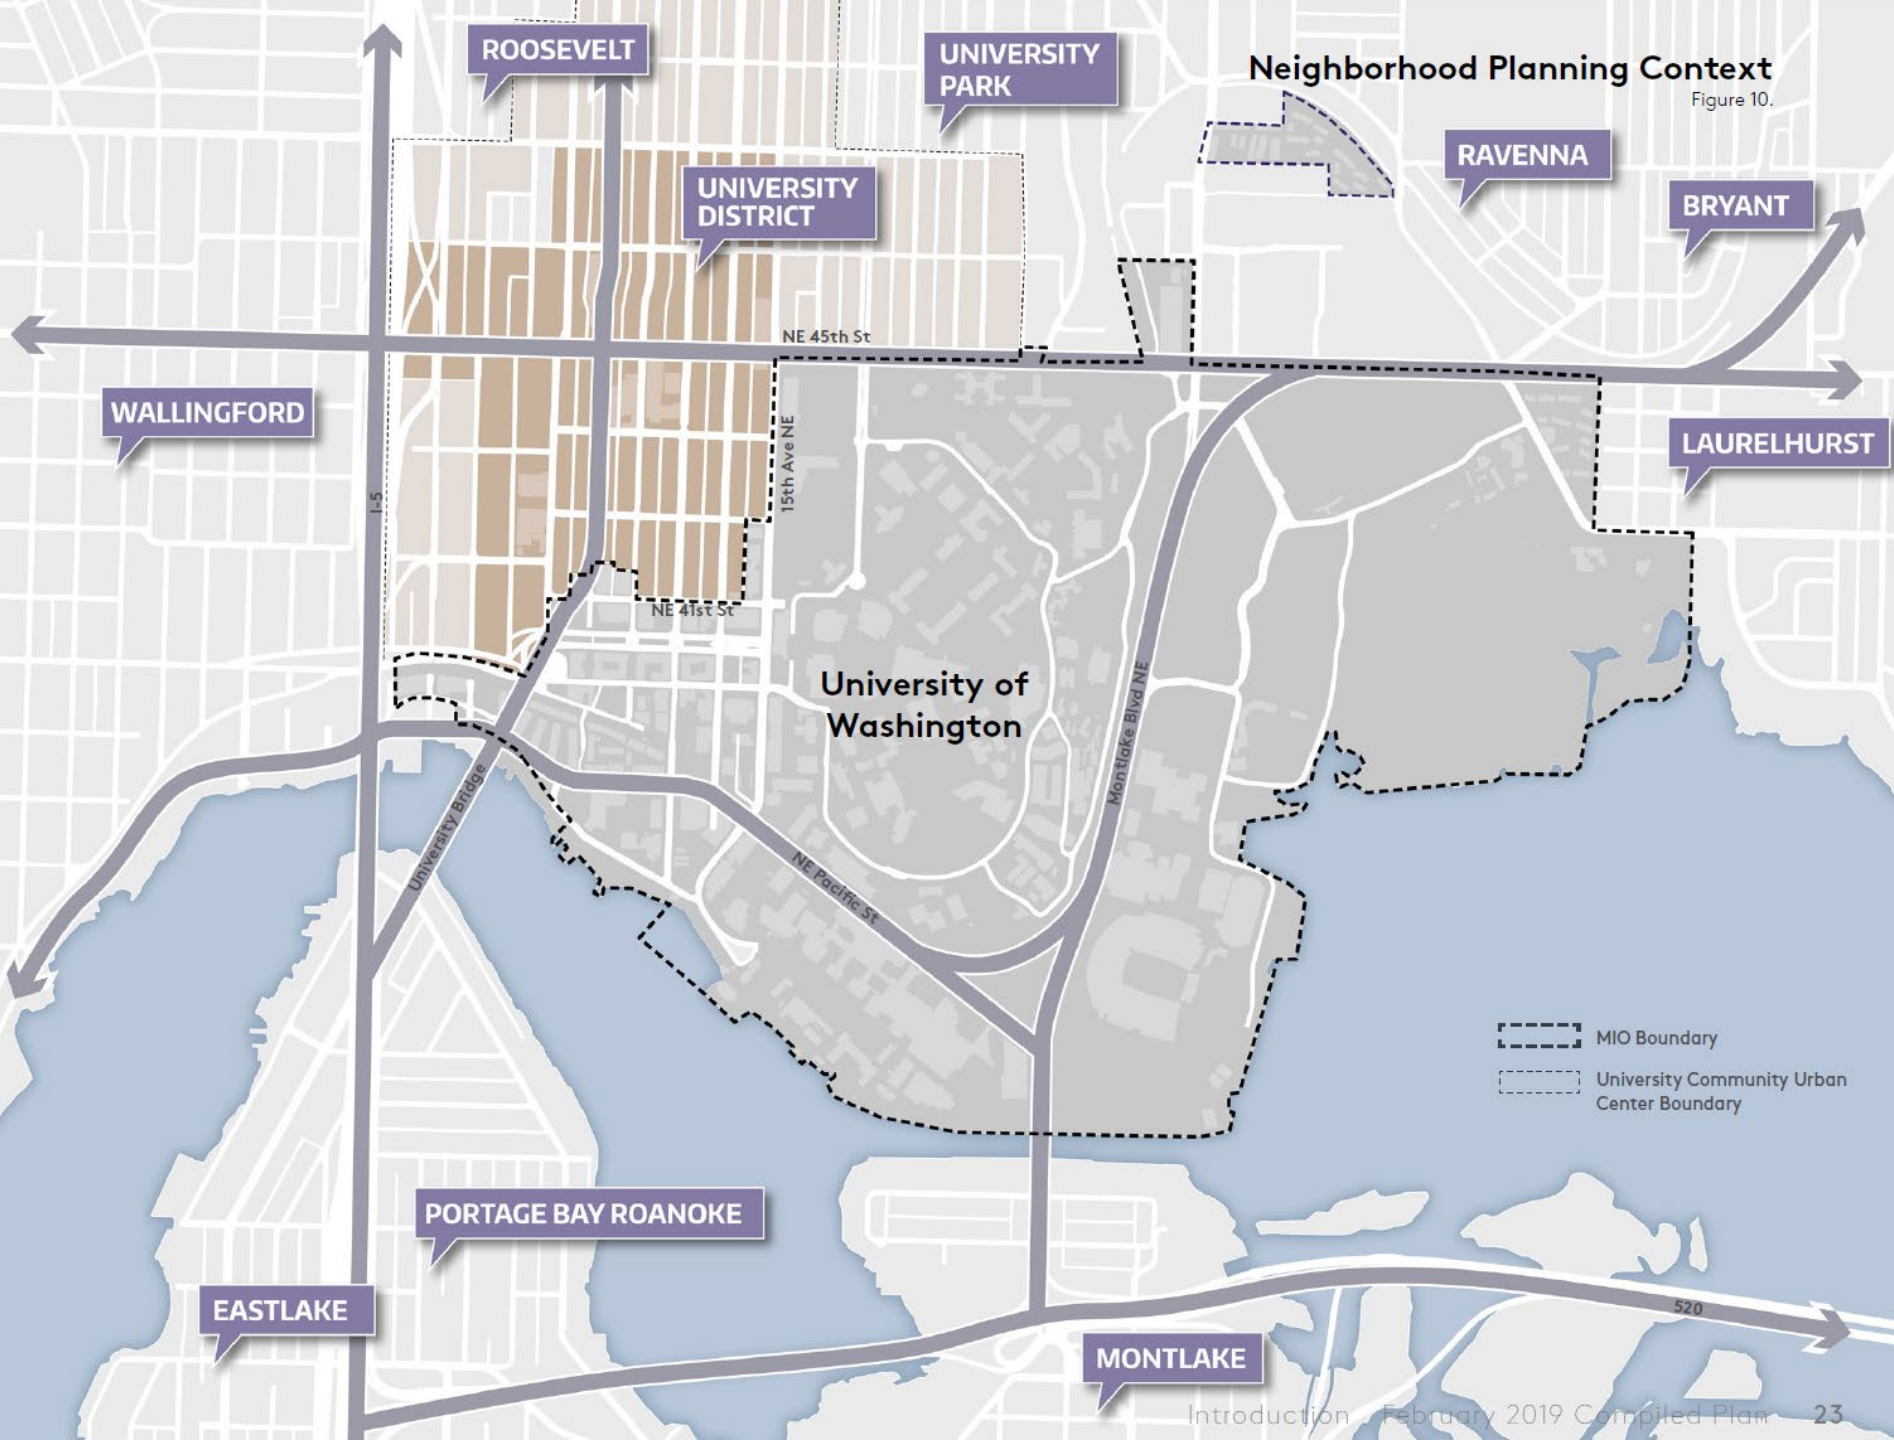 ROOSEVELT
UNIVERSITY
PARK
Neighborhood Planning Context
Figure 10.
RAVENNA
UNIVERSITY
DISTRICT
BRYANT
NE 45th St
WALLINGFORD
LAURELHURST
15th Ave NE
I-5
NE 41st St
University of
Washington
Montlake Blvd NE
University Bridge
NE Pacific St
MIO Boundary
University Community Urban
Center Boundary
PORTAGE BAY ROANOKE
EASTLAKE
520
MONTLAKE
Introduction February 2019 Compiled Plan 23